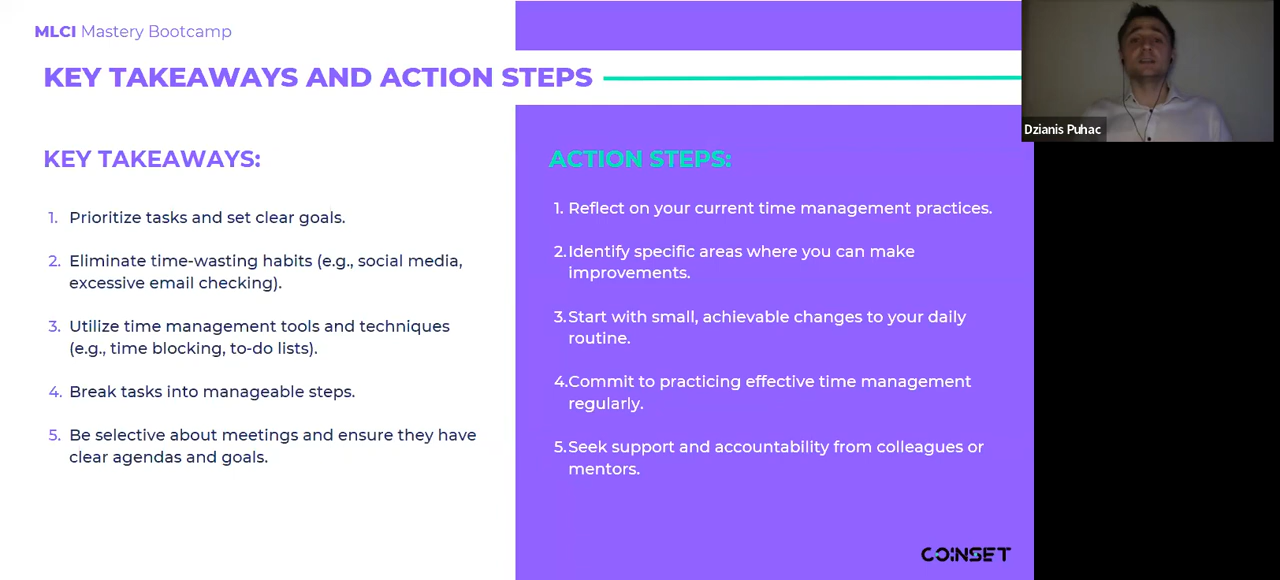 MLCI Mastery Bootcamp
KEY TAKEAWAYS AND ACTION STEPS
KEY TAKEAWAYS:
1. Prioritize tasks and set clear goals.
2. Eliminate time-wasting habits (e.g., social media,
excessive email checking).
3. Utilize time management tools and techniques
(e.g., time blocking, to-do lists).
4. Break tasks into manageable steps.
5. Be selective about meetings and ensure they have
clear agendas and goals.
ACTION STEPS:
1. Reflect on your current time management practices.
2. Identify specific areas where you can make
improvements.
3. Start with small, achievable changes to your daily
routine.
4. Commit to practicing effective time management
regularly.
5. Seek support and accountability from colleagues or
mentors.
COINSET
Dzianis Puhac